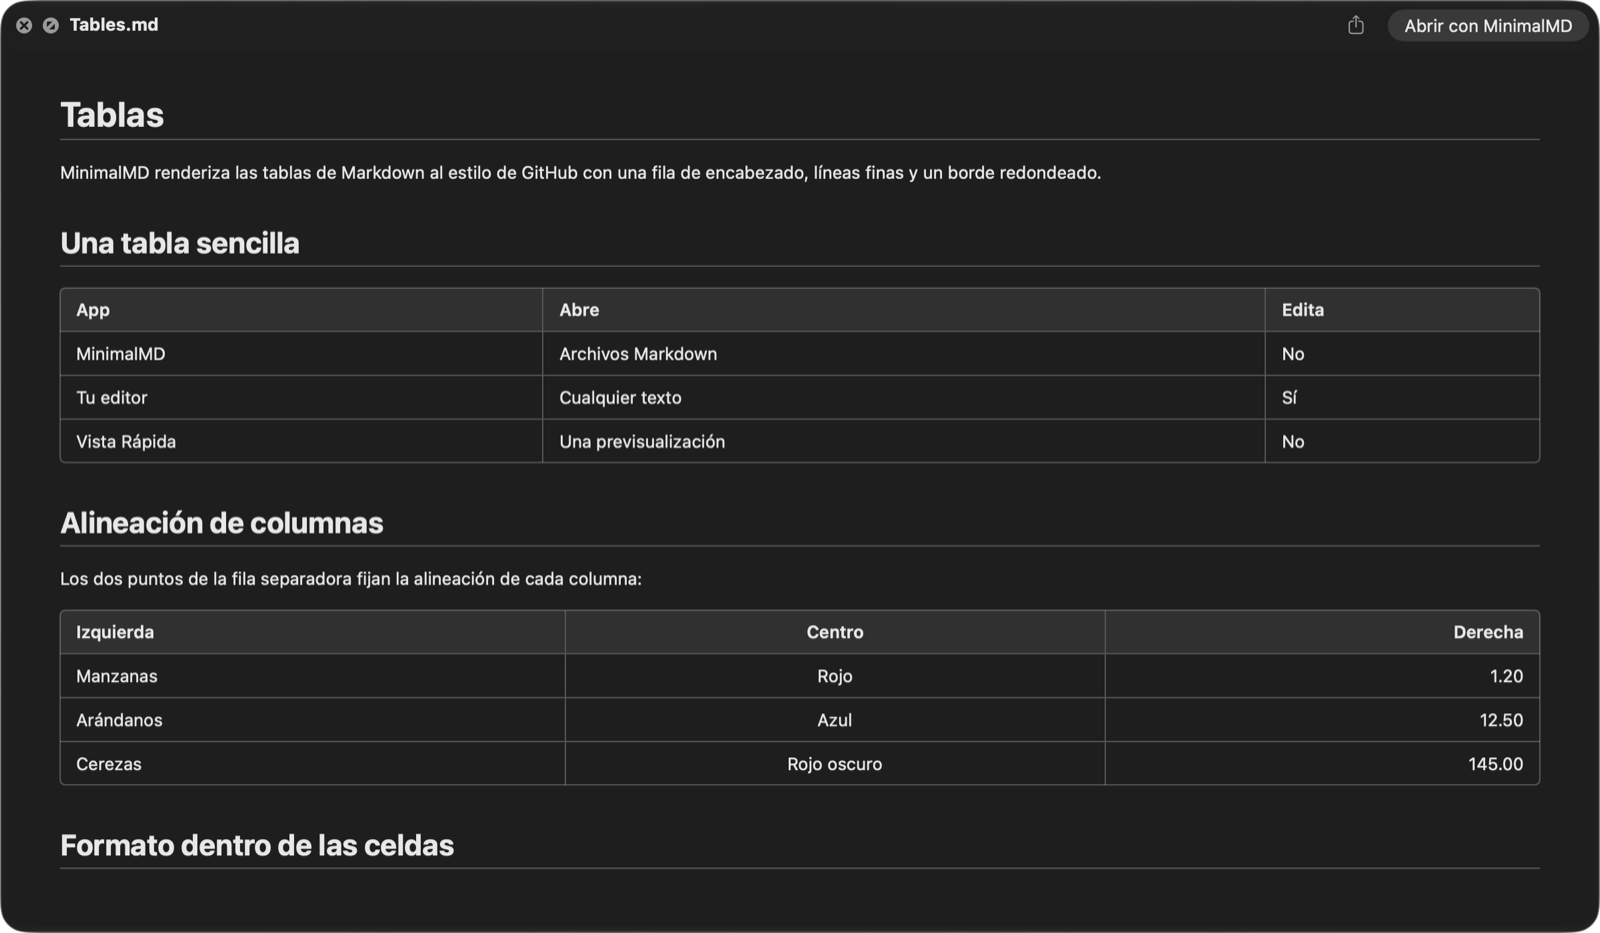 Tables.md
Abrir con MinimalMD
Tablas
MinimalMD renderiza las tablas de Markdown al estilo de GitHub con una fila de encabezado, líneas finas y un borde redondeado.
Una tabla sencilla
App Abre Edita
MinimalMD Archivos Markdown No
Tu editor Cualquier texto Sí
Vista Rápida Una previsualización No
Alineación de columnas
Los dos puntos de la fila separadora fijan la alineación de cada columna:
Izquierda Centro Derecha
Manzanas Rojo 1.20
Arándanos Azul 12.50
Cerezas Rojo oscuro 145.00
Formato dentro de las celdas